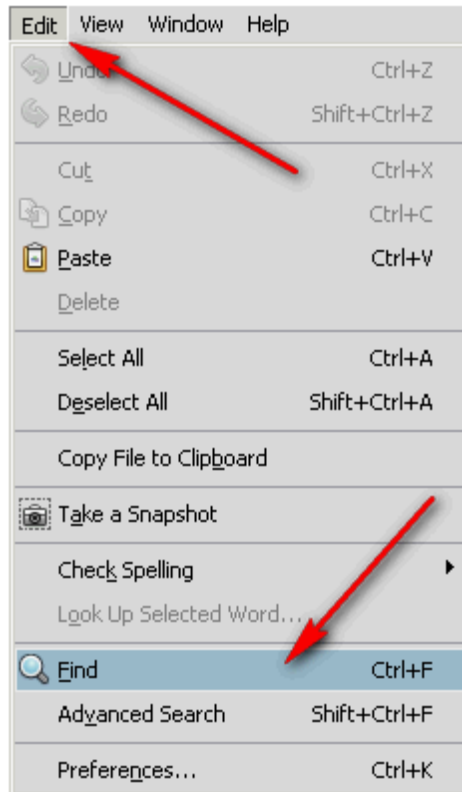 Edit View Window Help
Undo Ctrl+Z
Redo Shift+Ctrl+Z
Cut Ctrl+X
Copy Ctrl+C
Paste Ctrl+V
Delete
Select All Ctrl+A
Deselect All Shift+Ctrl+A
Copy File to Clipboard
Take a Snapshot
Check Spelling
Look Up Selected Word...
Find Ctrl+F
Advanced Search Shift+Ctrl+F
Preferences... Ctrl+K